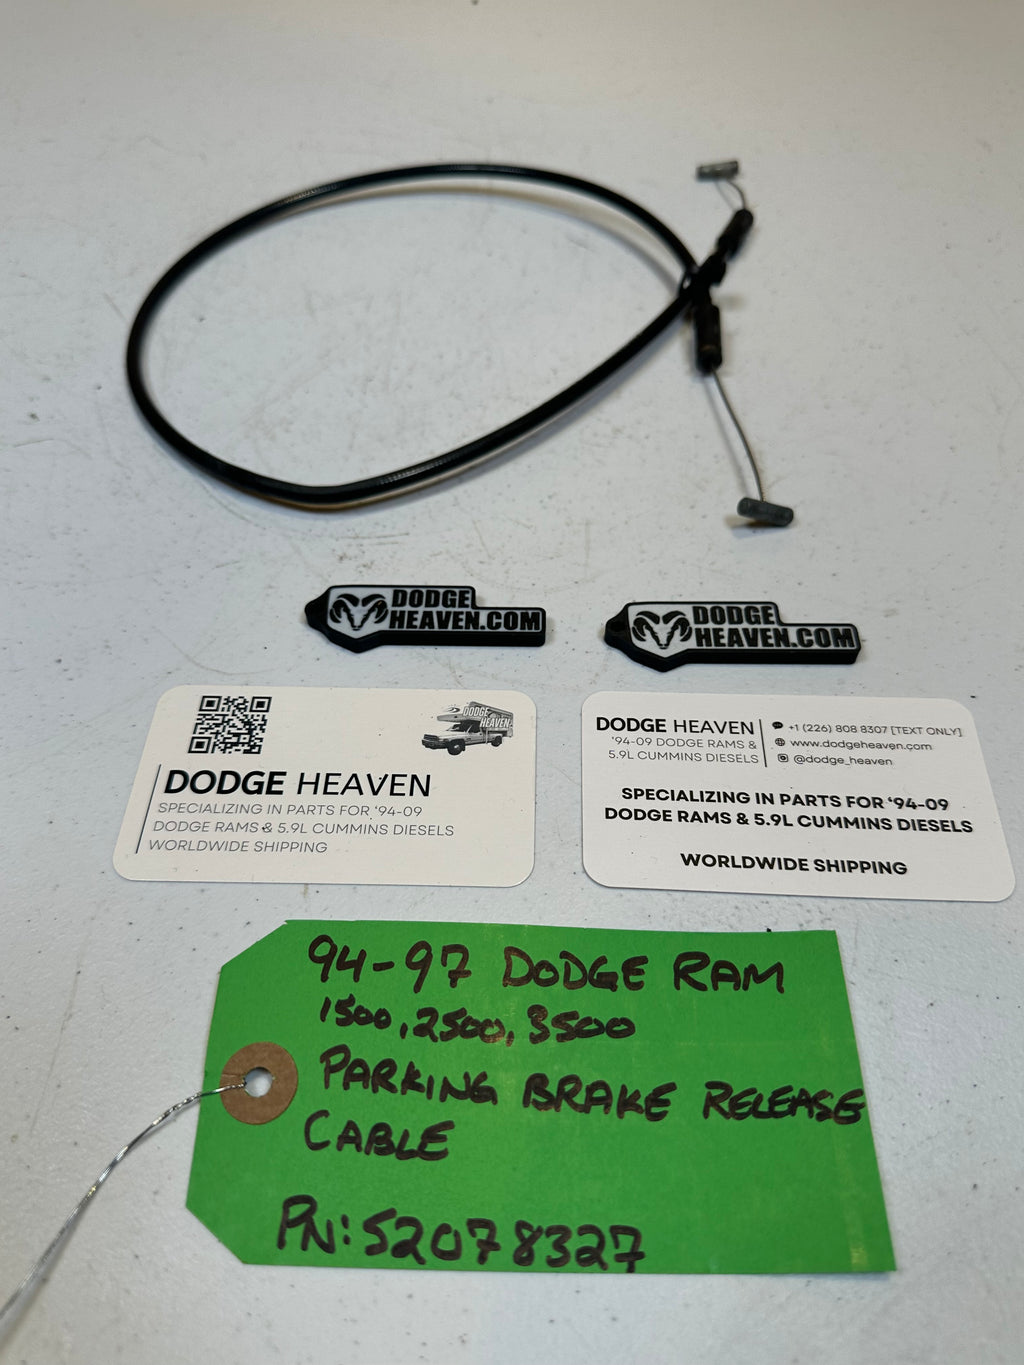 DODGE
HEAVEN.COM
DODGE
HEAVEN.COM
DODGE
HEAVEN
DODGE HEAVEN
SPECIALIZING IN PARTS FOR '94-09
DODGE RAMS & 5.9L CUMMINS DIESELS
WORLDWIDE SHIPPING
DODGE HEAVEN
'94-09 DODGE RAMS &
5.9L CUMMINS DIESELS
+1 (226) 808 8307 [TEXT ONLY]
www.dodgeheaven.com
@dodge_heaven
SPECIALIZING IN PARTS FOR '94-09
DODGE RAMS & 5.9L CUMMINS DIESELS
WORLDWIDE SHIPPING
94-97 DODGE RAM
1500, 2500, 3500
PARKING BRAKE RELEASE
CABLE
PN: 52078327